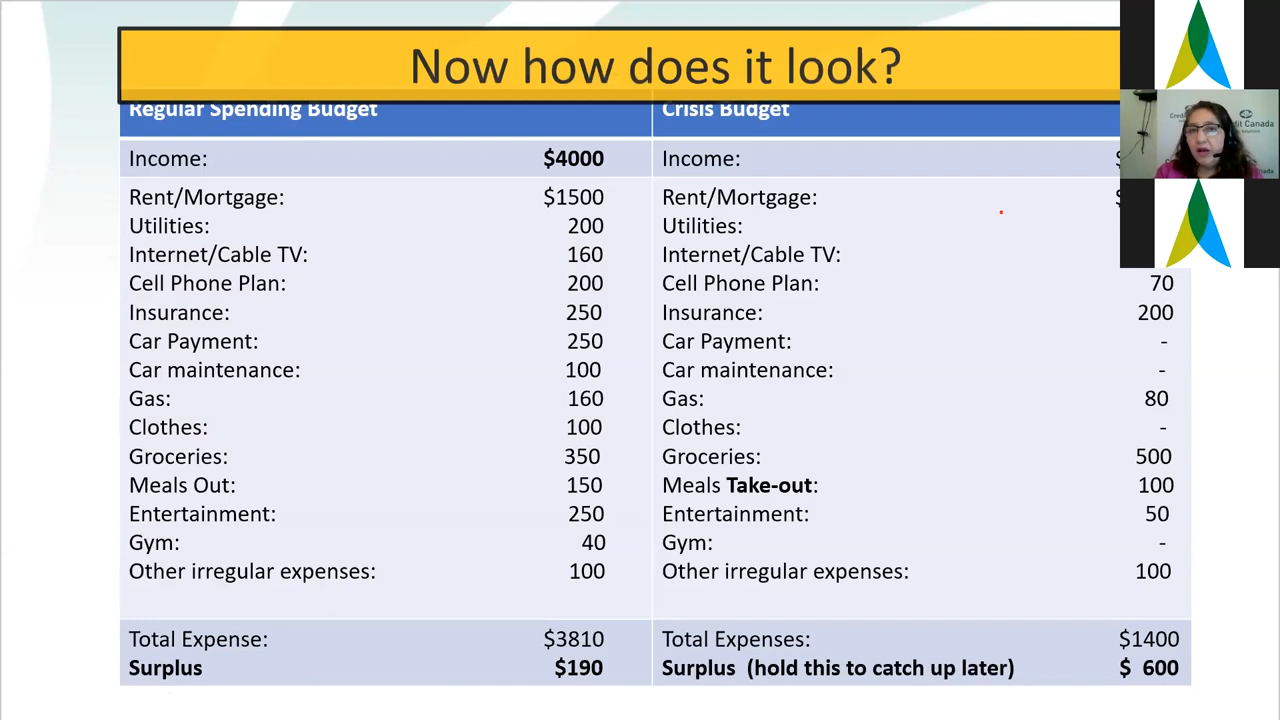 Now how does it look?
Regular Spending Budget Crisis Budget
Income: $4000 Income: $
Rent/Mortgage: $1500 Rent/Mortgage: $
Utilities: 200 Utilities:
Internet/Cable TV: 160 Internet/Cable TV:
Cell Phone Plan: 200 Cell Phone Plan: 70
Insurance: 250 Insurance: 200
Car Payment: 250 Car Payment: -
Car maintenance: 100 Car maintenance: -
Gas: 160 Gas: 80
Clothes: 100 Clothes: -
Groceries: 350 Groceries: 500
Meals Out: 150 Meals Take-out: 100
Entertainment: 250 Entertainment: 50
Gym: 40 Gym: -
Other irregular expenses: 100 Other irregular expenses: 100
Total Expense: $3810 Total Expenses: $1400
Surplus $190 Surplus (hold this to catch up later) $ 600